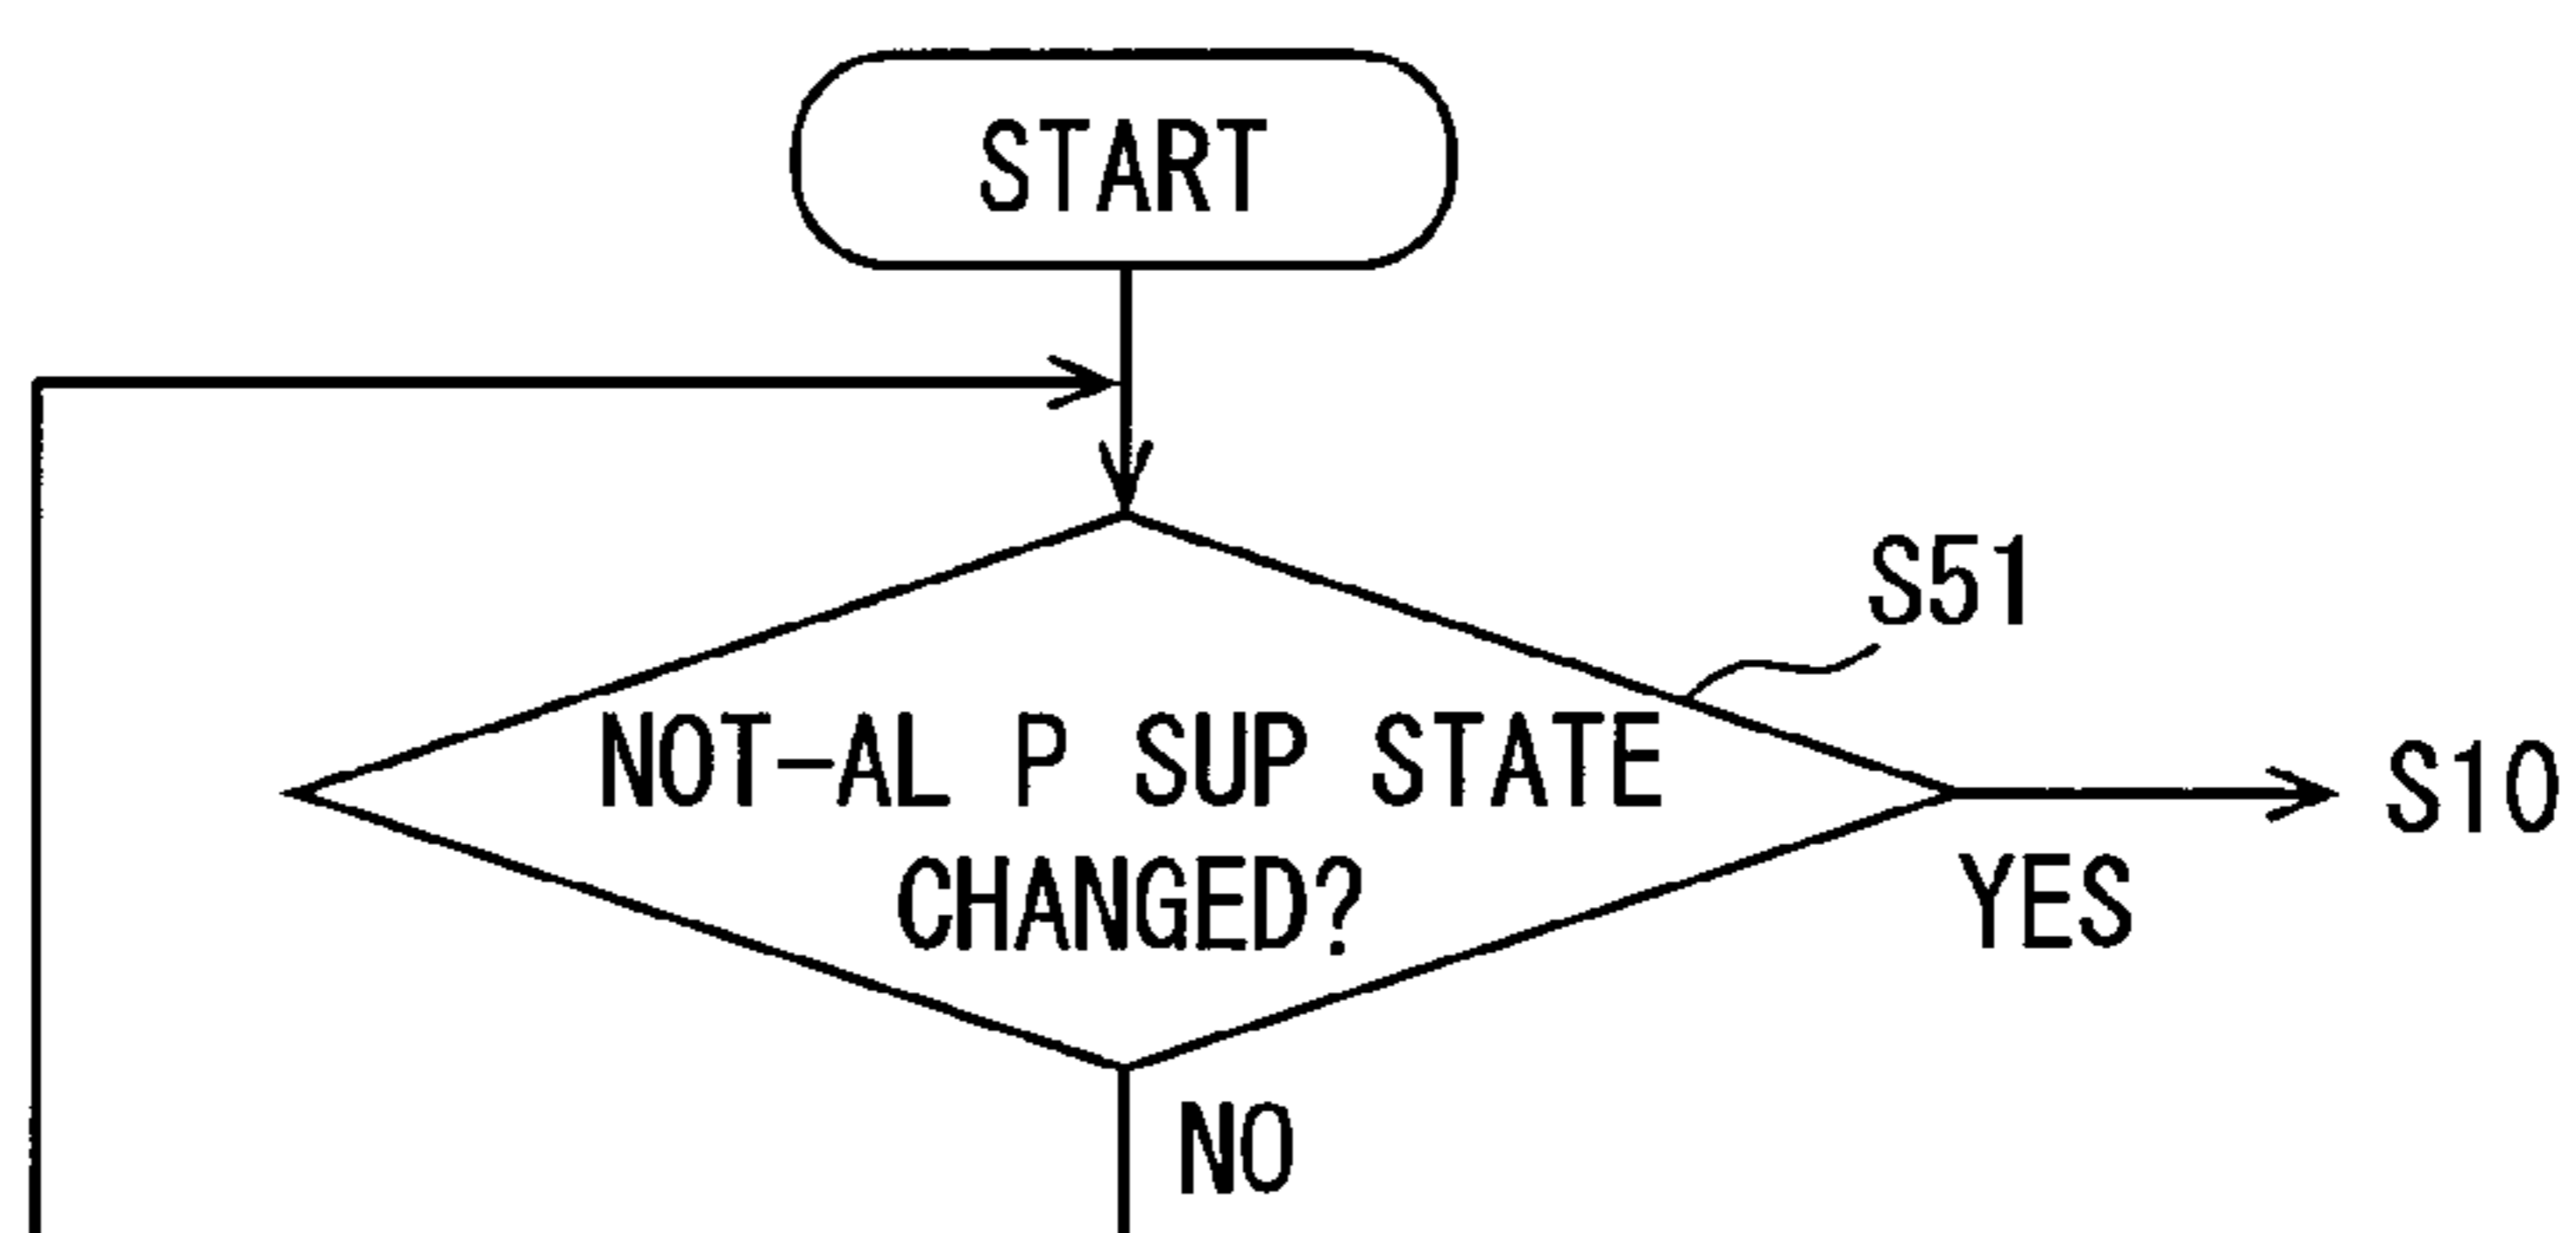 START
S51
NOT-AL P SUP STATE
CHANGED?
S10
YES
NO